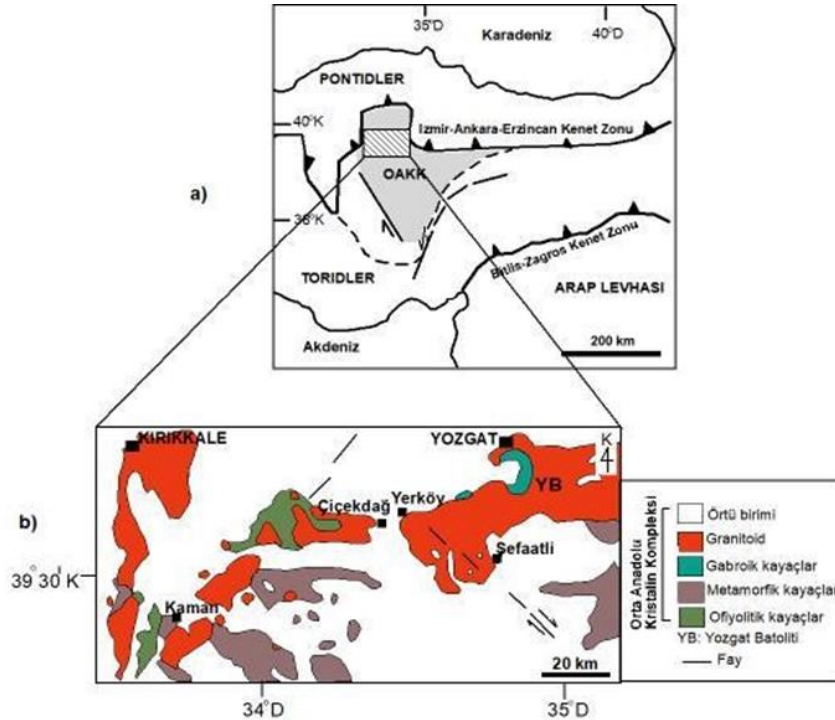 35°D
40°D
Karadeniz
PONTIDLER
40°K
Izmir-Ankara-Erzincan Kenet Zonu
OAKK
a)
38°K
Bitlis-Zagros Kenet Zonu
TORIDLER
ARAP LEVHASI
200 km
Akdeniz
KIRIKKALE
YOZGAT
K
YB
Çiçekdağ
Yerköy
b)
Şefaatli
39° 30' K
Kaman
20 km
34°D
35°D
Orta Anadolu
Kristalin Kompleksi
Örtü birimi
Granitoid
Gabroik kayaçlar
Metamorfik kayaçlar
Ofiyolitik kayaçlar
YB: Yozgat Batoliti
Fay